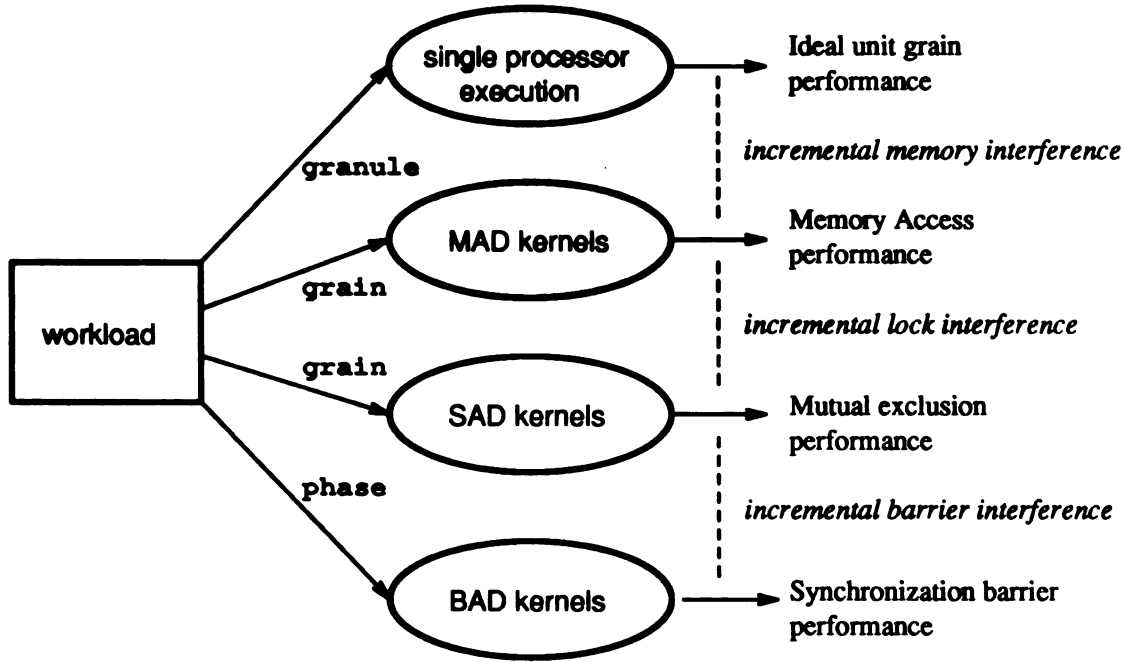 single processor
execution
Ideal unit grain
performance
granule
incremental memory interference
MAD kernels
Memory Access
performance
grain
workload
incremental lock interference
grain
SAD kernels
Mutual exclusion
performance
phase
incremental barrier interference
BAD kernels
Synchronization barrier
performance